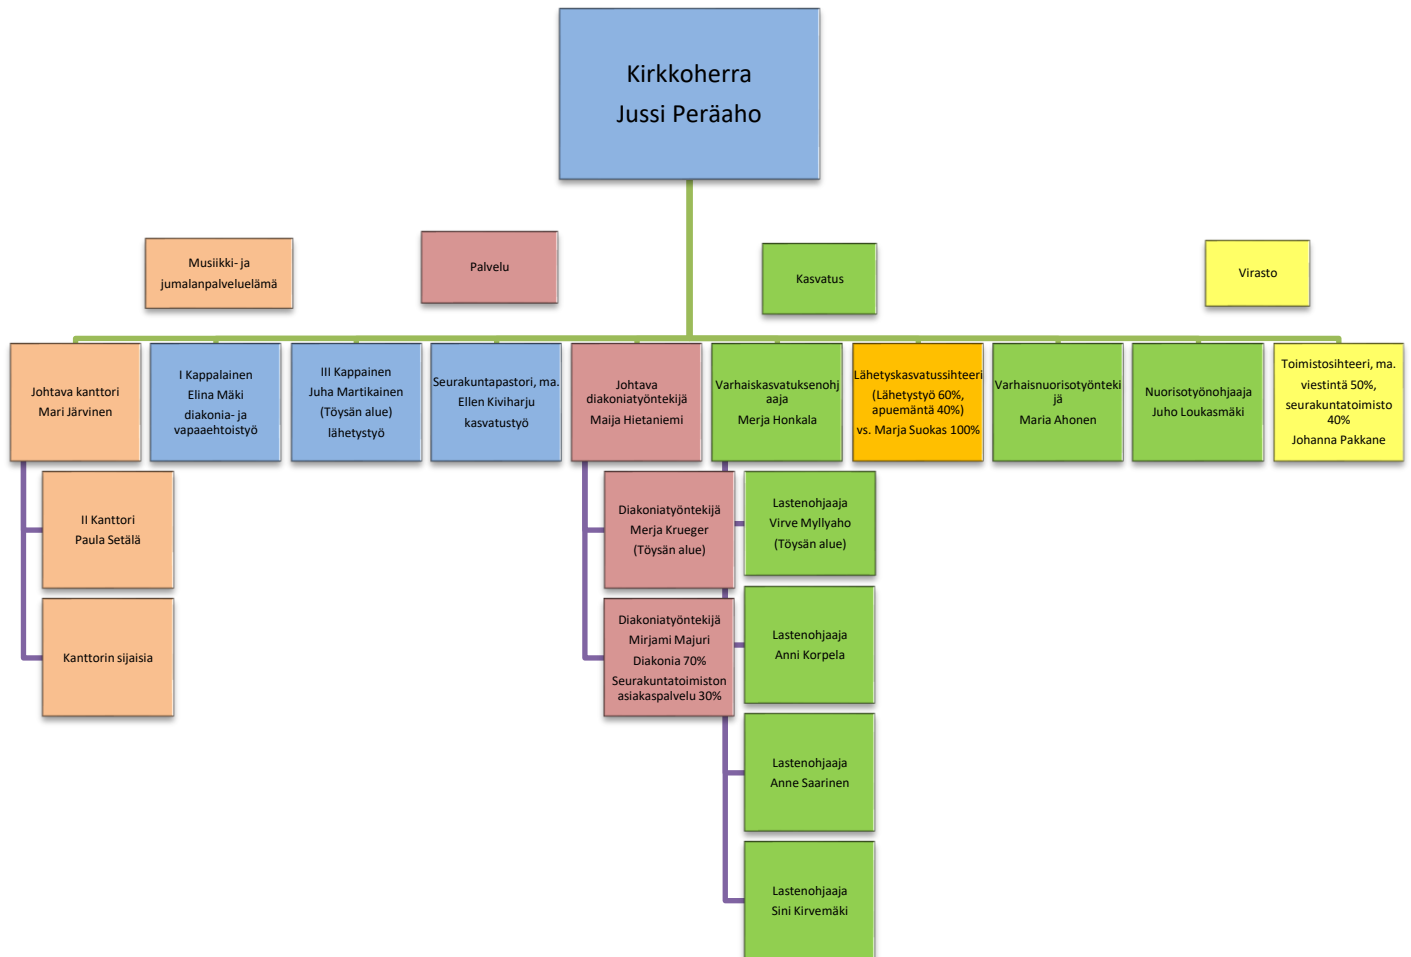 Kirkkoherra
Jussi Peräaho
Musiikki- ja
jumalanpalveluelämä
Palvelu
Kasvatus
Virasto
Johtava kanttori
Mari Järvinen
I Kappalainen
Elina Mäki
diakonia- ja
vapaaehtoistyö
III Kappainen
Juha Martikainen
(Töysän alue)
lähetystyö
Seurakuntapastori, ma.
Ellen Kiviharju
kasvatustyö
Johtava
diakoniatyöntekijä
Maija Hietaniemi
Varhaiskasvatuksenohj
aaja
Merja Honkala
Lähetyskasvatussihteeri
(Lähetystyö 60%,
apuemäntä 40%)
vs. Marja Suokas 100%
Varhaisnuorisotyönteki
jä
Maria Ahonen
Nuorisotyönohjaaja
Juho Loukasmäki
Toimistosihteeri, ma.
viestintä 50%,
seurakuntatoimisto
40%
Johanna Pakkane
II Kanttori
Paula Setälä
Kanttorin sijaisia
Diakoniatyöntekijä
Merja Krueger
(Töysän alue)
Diakoniatyöntekijä
Mirjami Majuri
Diakonia 70%
Seurakuntatoimiston
asiakaspalvelu 30%
Lastenohjaaja
Virve Myllyaho
(Töysän alue)
Lastenohjaaja
Anni Korpela
Lastenohjaaja
Anne Saarinen
Lastenohjaaja
Sini Kirvemäki